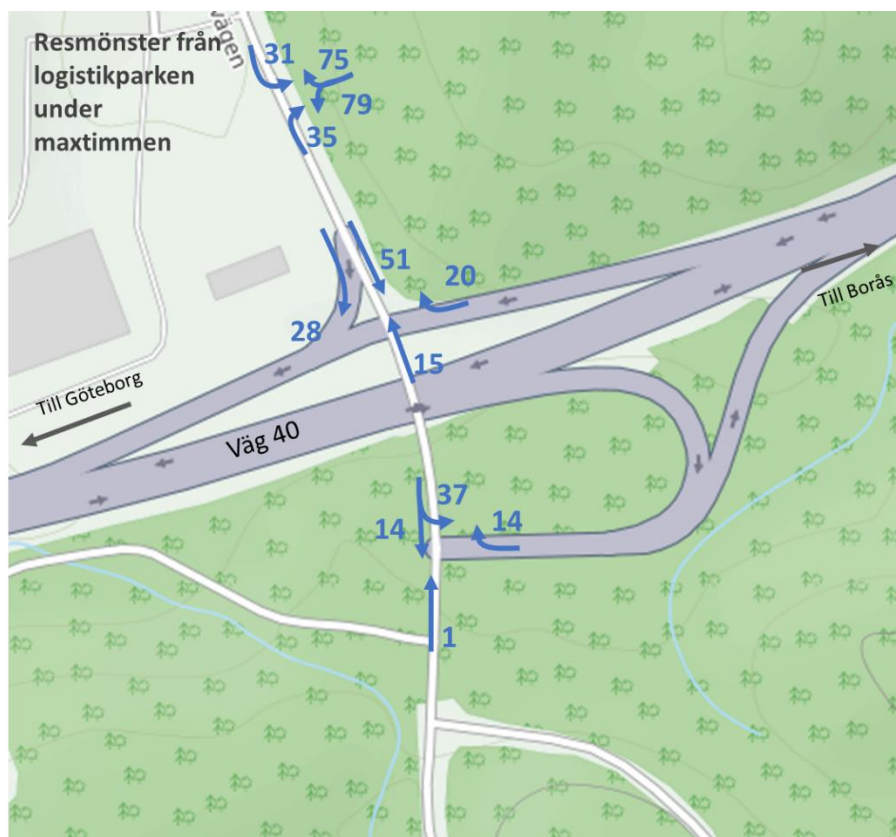 Resmönster från
logistikparken
under
maxtimmen
vägen
31
75
79
35
51
20
28
15
Till Borås
Till Göteborg
Väg 40
37
14
14
1